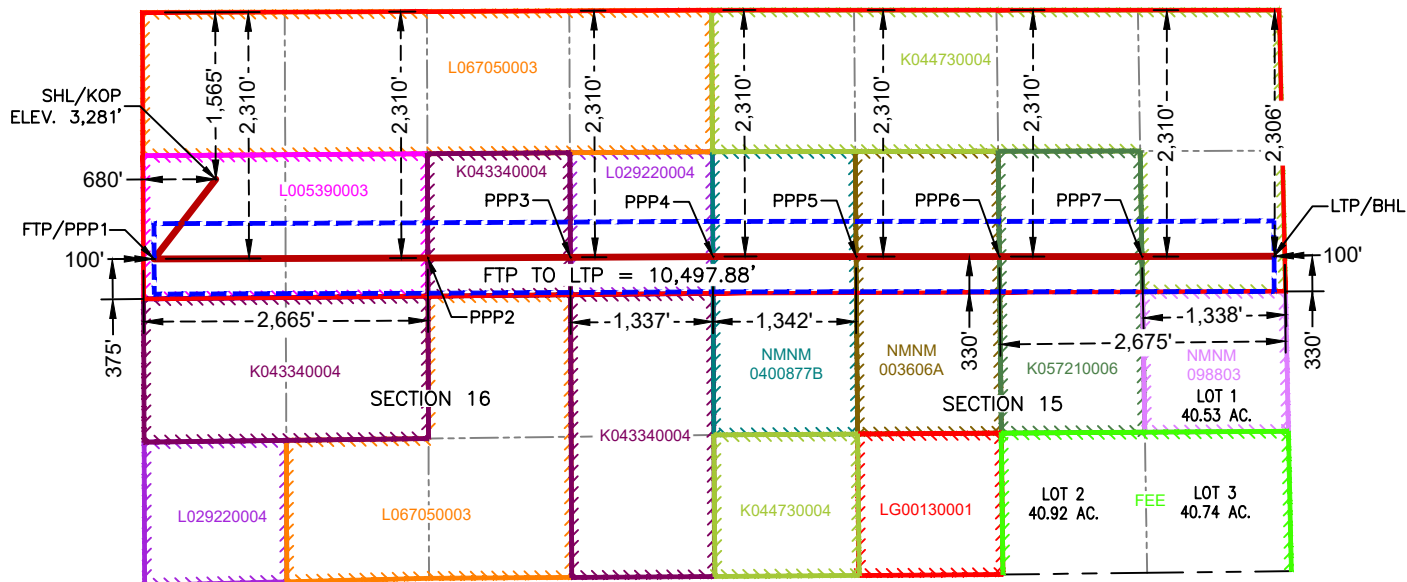 L067050003
K044730004
SHL/KOP
ELEV. 3,281'
1,565'
2,310'
2,310'
2,310'
2,310'
2,310'
2,310'
2,310'
2,306'
680'
L005390003
K043340004
L029220004
PPP3
PPP4
PPP5
PPP6
PPP7
LTP/BHL
FTP/PPP1
100'
100'
FTP TO LTP = 10,497.88'
2,665'
PPP2
1,337'
1,342'
1,338'
2,675'
375'
330'
330'
K043340004
NMNM
0400877B
NMNM
003606A
K057210006
NMNM
098803
LOT 1
40.53 AC.
SECTION 16
SECTION 15
K043340004
L029220004
L067050003
K044730004
LG00130001
LOT 2
40.92 AC.
FEE
LOT 3
40.74 AC.